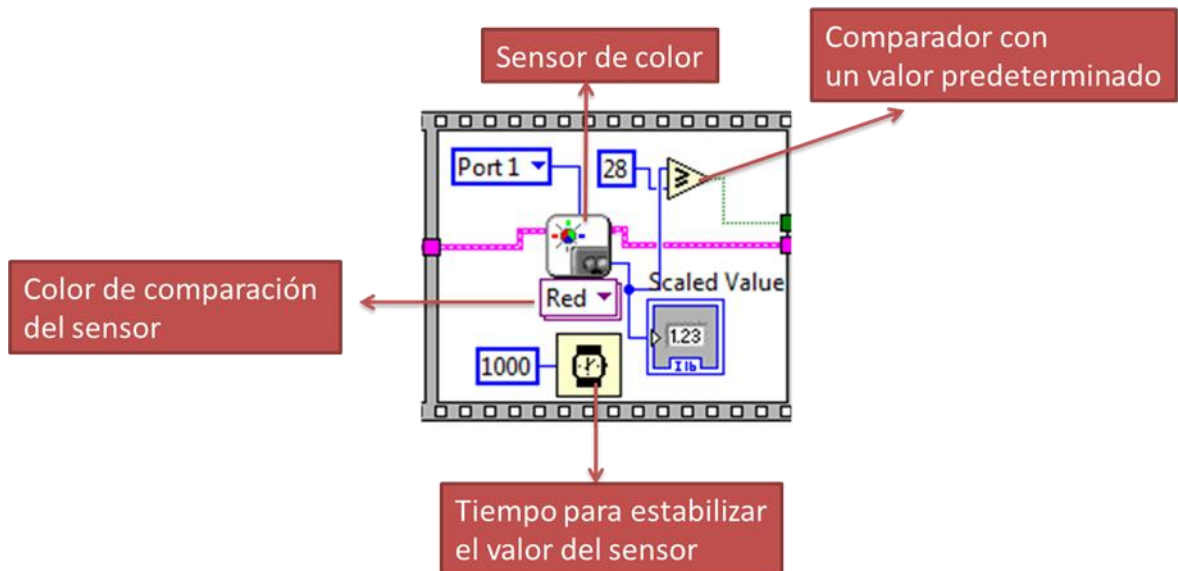 Sensor de color
Comparador con
un valor predeterminado
Port 1
28
Scaled Value
Color de comparación
del sensor
Red
1.23
1000
Tiempo para estabilizar
el valor del sensor